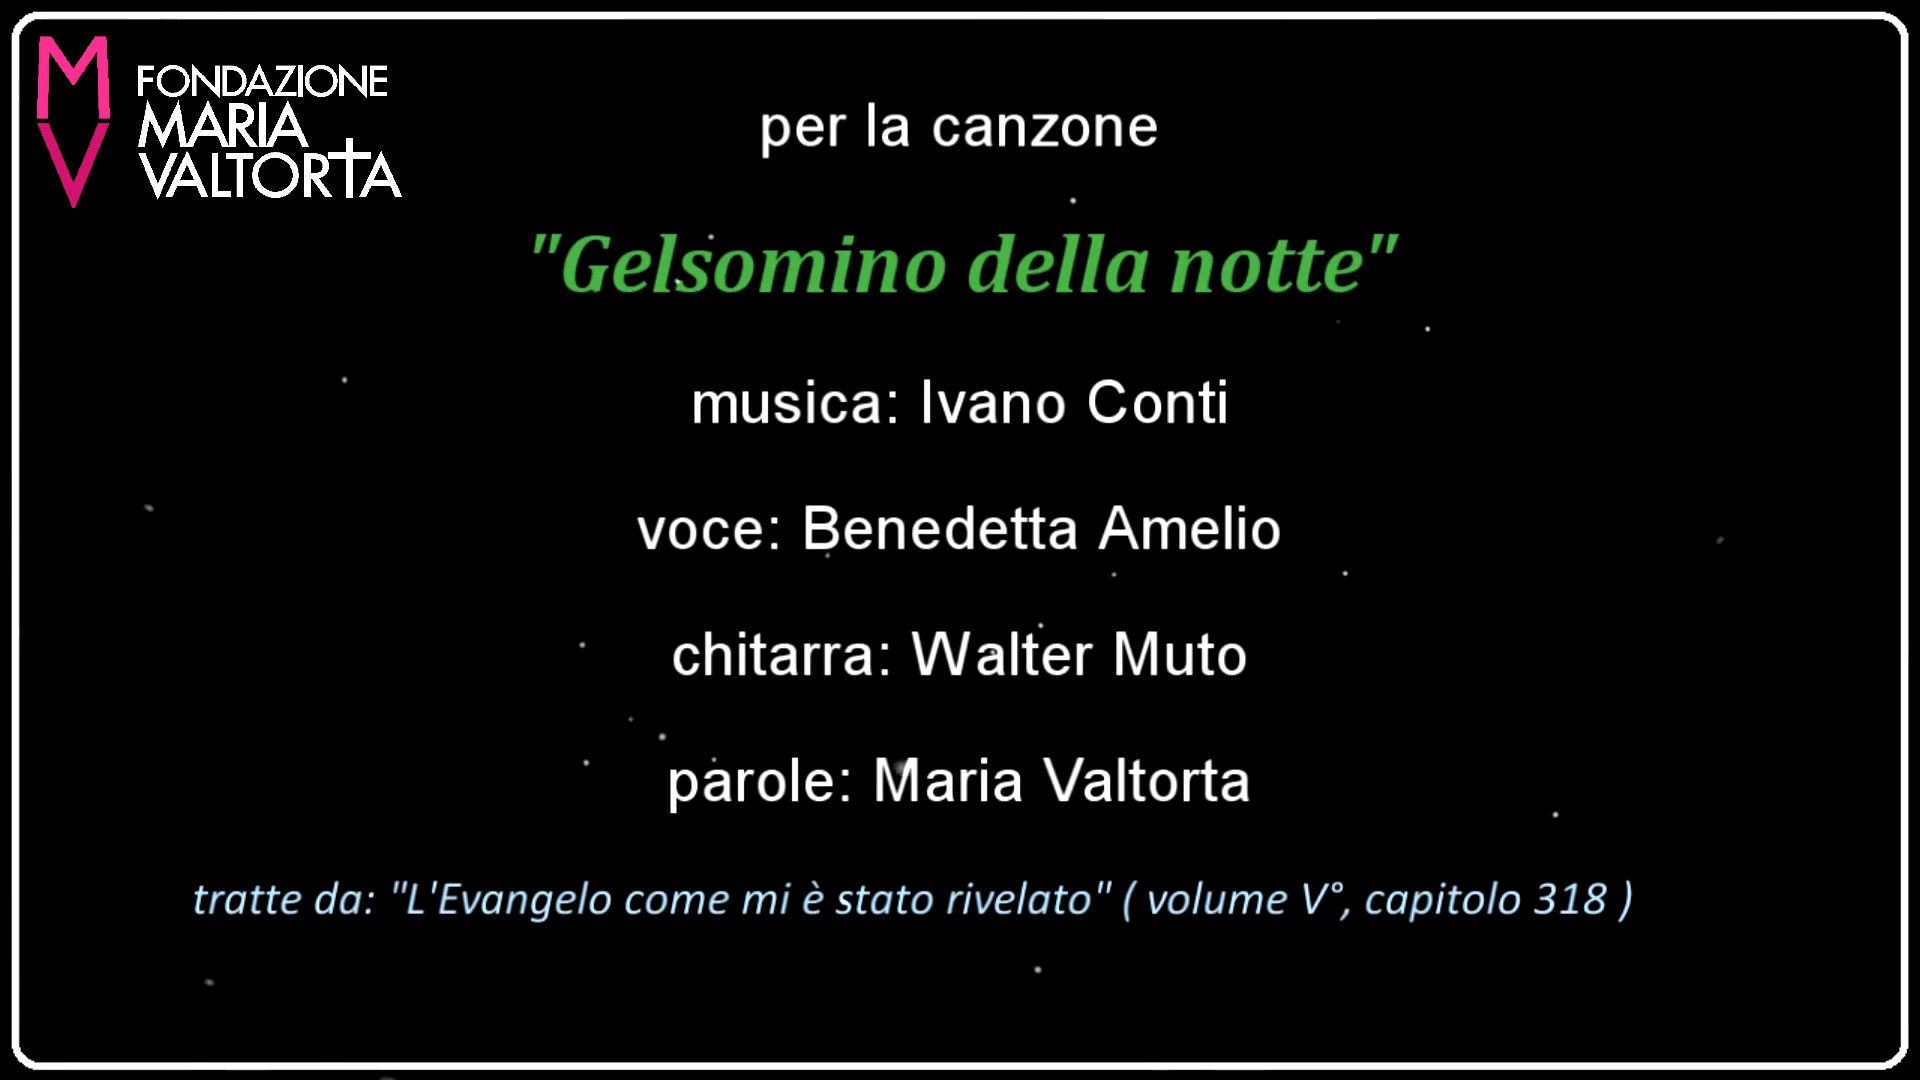 FONDAZIONE
MARIA
VALTORTA
per la canzone
"Gelsomino della notte"
musica: Ivano Conti
voce: Benedetta Amelio
chitarra: Walter Muto
parole: Maria Valtorta
tratte da: "L'Evangelo come mi è stato rivelato" ( volume V°, capitolo 318 )